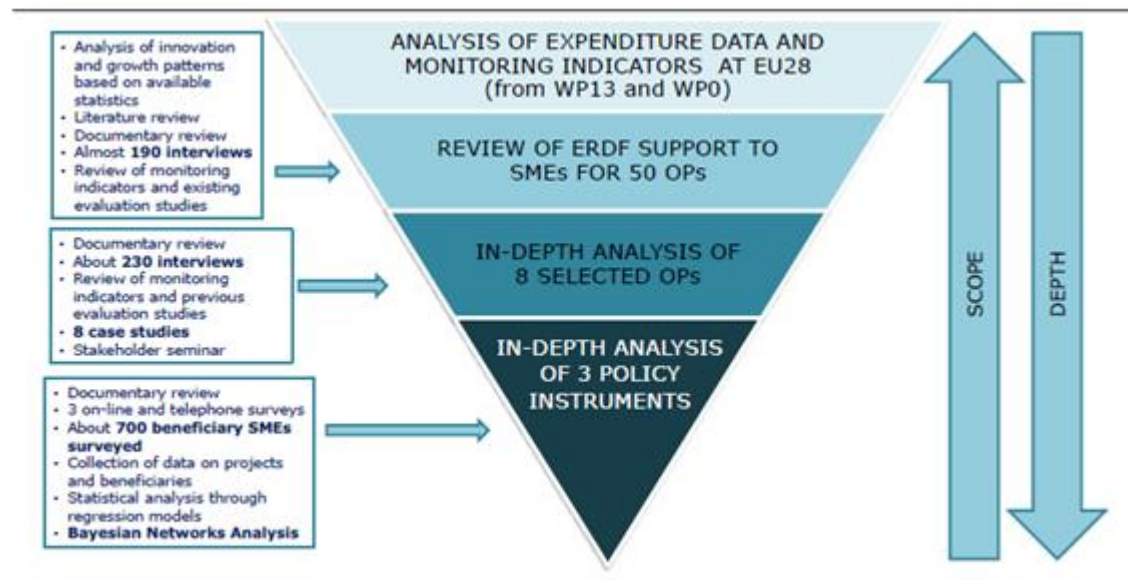 • Analysis of innovation
and growth patterns
based on available
statistics
• Literature review
• Documentary review
• Almost 190 interviews
• Review of monitoring
indicators and existing
evaluation studies
• Documentary review
• About 230 interviews
• Review of monitoring
indicators and previous
evaluation studies
• 8 case studies
• Stakeholder seminar
• Documentary review
• 3 on-line and telephone surveys
• About 700 beneficiary SMEs
surveyed
• Collection of data on projects
and beneficiaries
• Statistical analysis through
regression models
• Bayesian Networks Analysis
ANALYSIS OF EXPENDITURE DATA AND
MONITORING INDICATORS AT EU28
(from WP13 and WP0)
REVIEW OF ERDF SUPPORT TO
SMEs FOR 50 OPs
IN-DEPTH ANALYSIS OF
8 SELECTED OPs
IN-DEPTH ANALYSIS
OF 3 POLICY
INSTRUMENTS
SCOPE
DEPTH